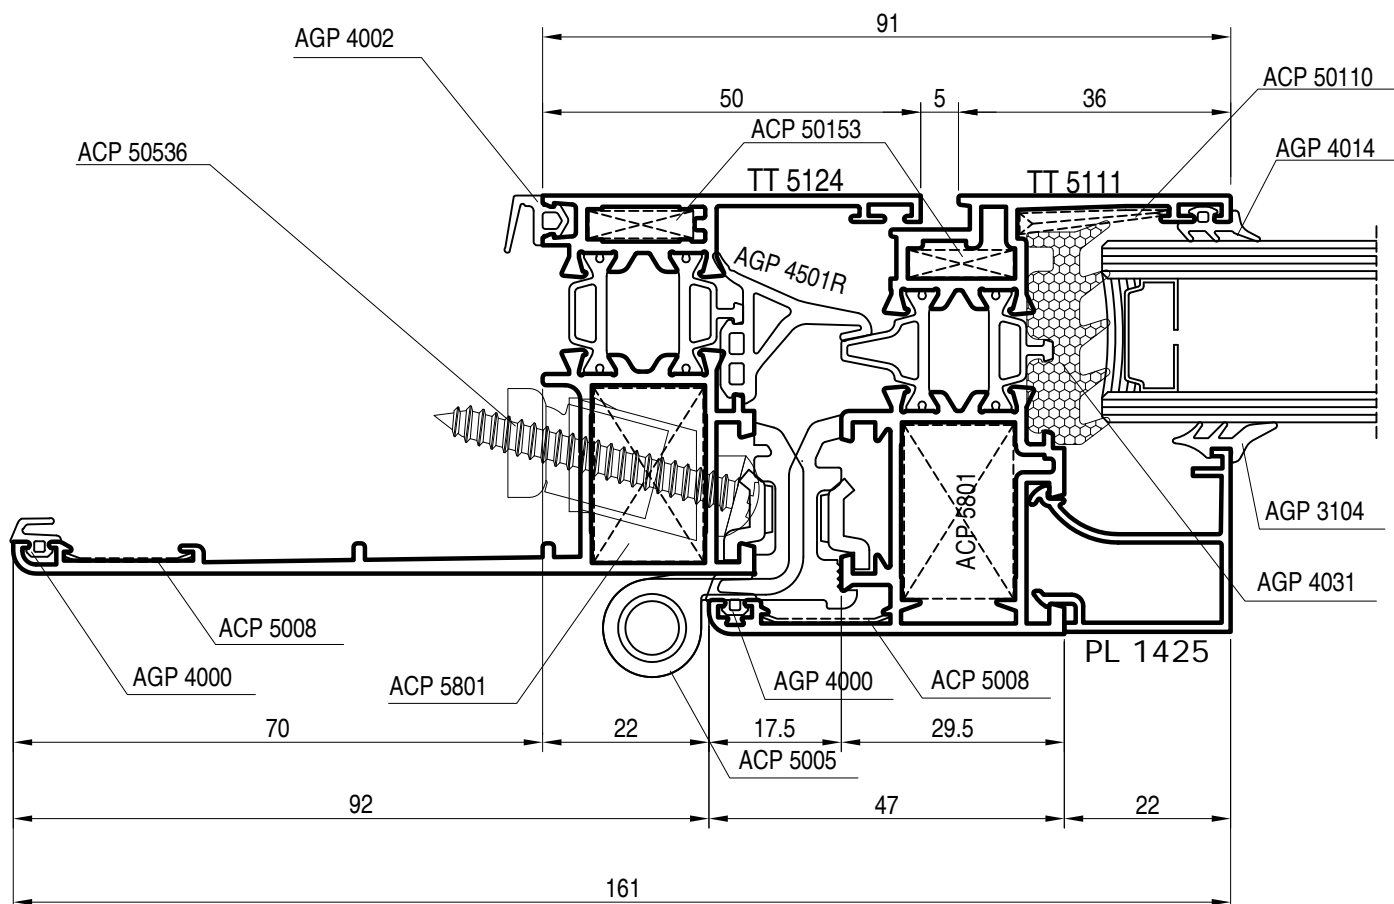 91
AGP 4002
ACP 50110
50
5
36
ACP 50153
ACP 50536
AGP 4014
TT 5124
TT 5111
AGP 4501R
ACP 5801
AGP 3104
AGP 4031
ACP 5008
PL 1425
AGP 4000
ACP 5801
AGP 4000
ACP 5008
70
22
17.5
29.5
ACP 5005
92
47
22
161